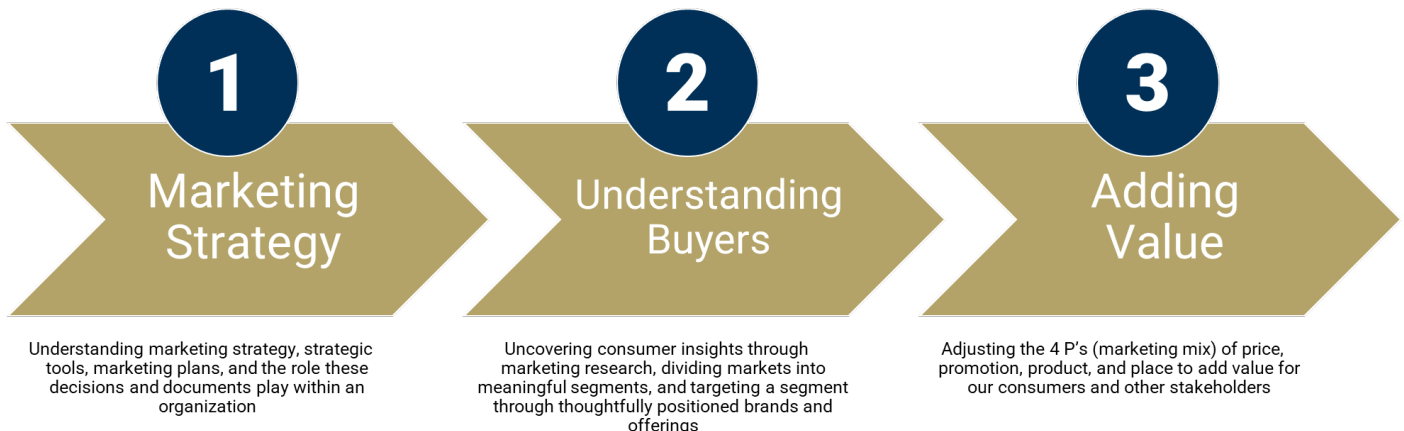 1
Marketing
Strategy
Understanding marketing strategy, strategic
tools, marketing plans, and the role these
decisions and documents play within an
organization
2
Understanding
Buyers
Uncovering consumer insights through
marketing research, dividing markets into
meaningful segments, and targeting a segment
through thoughtfully positioned brands and
offerings
3
Adding
Value
Adjusting the 4 P's (marketing mix) of price,
promotion, product, and place to add value for
our consumers and other stakeholders